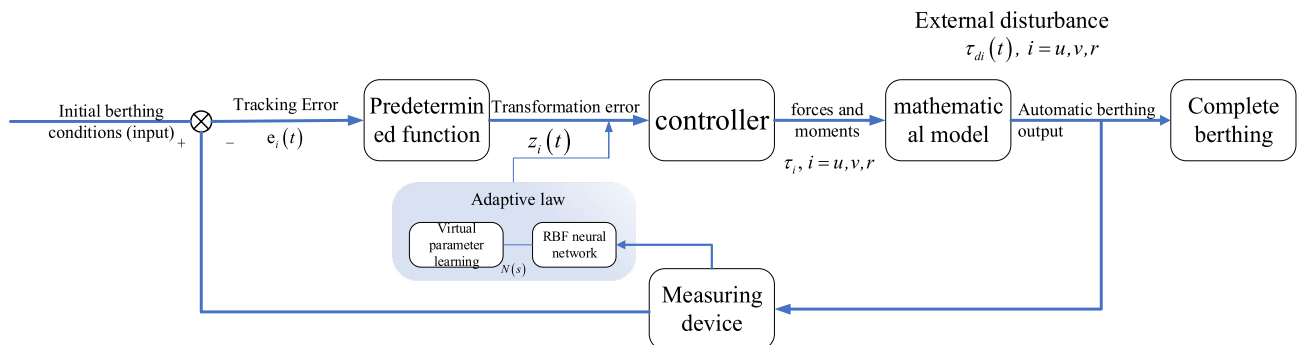 External disturbance
τdi(t), i = u,v,r
Initial berthing
conditions (input)
+
−
Tracking Error
ei(t)
Predetermin
ed function
Transformation error
zi(t)
controller
forces and
moments
τi, i = u,v,r
mathematic
al model
Automatic berthing
output
Complete
berthing
Adaptive law
Virtual
parameter
learning
N(s)
RBF neural
network
Measuring
device